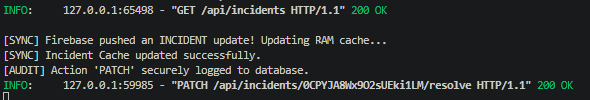 INFO:     127.0.0.1:65498 - "GET /api/incidents HTTP/1.1" 200 OK
[SYNC] Firebase pushed an INCIDENT update! Updating RAM cache...
[SYNC] Incident Cache updated successfully.
[AUDIT] Action 'PATCH' securely logged to database.
INFO:     127.0.0.1:59985 - "PATCH /api/incidents/0CPYJA8Wx9O2sUEki1LM/resolve HTTP/1.1" 200 OK